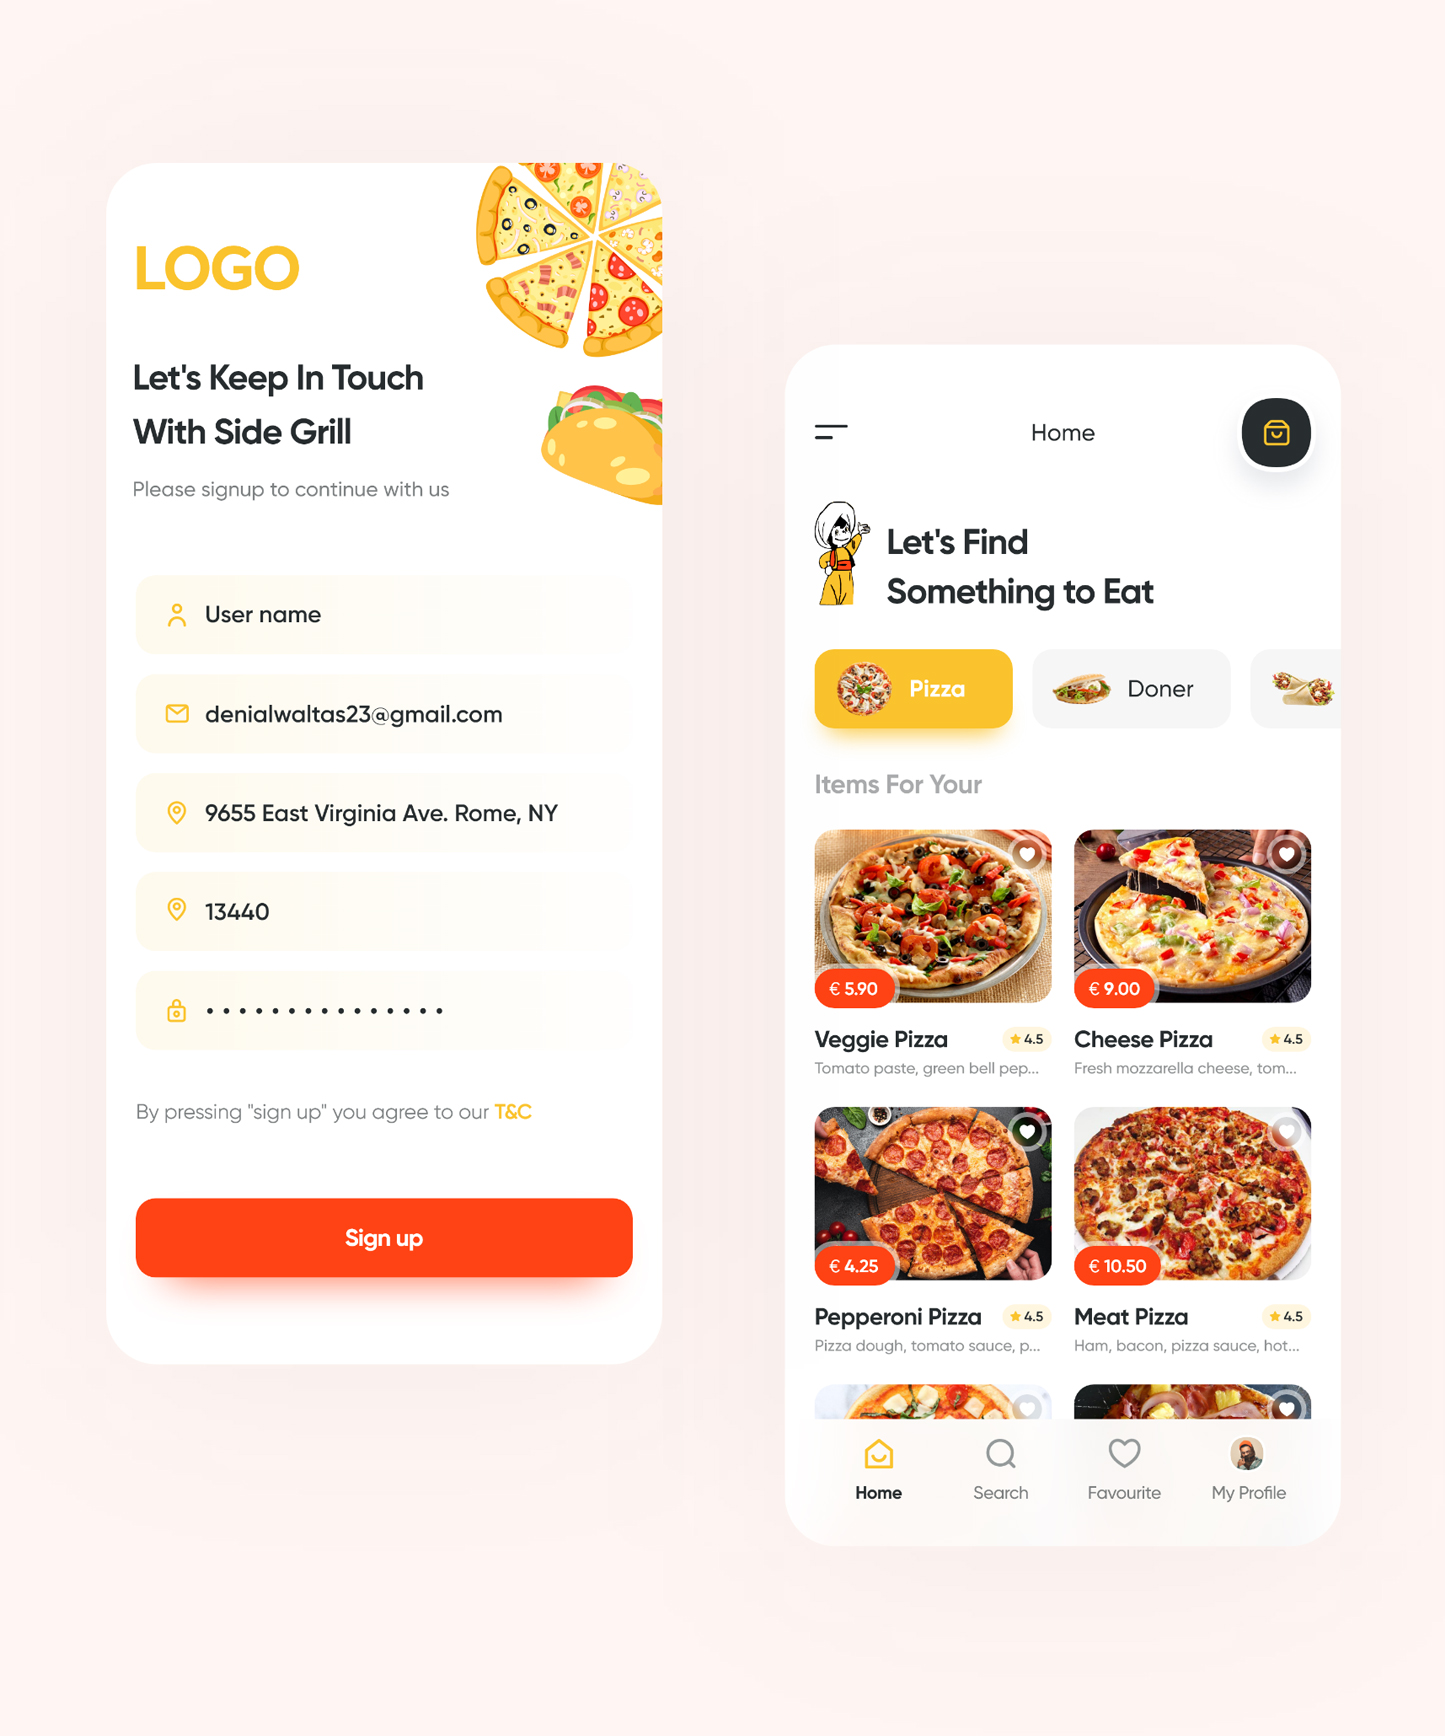 LOGO
Let's Keep In Touch
With Side Grill
Please signup to continue with us
User name
denialwaltas23@gmail.com
9655 East Virginia Ave. Rome, NY
13440
By pressing "sign up" you agree to our T&C
Sign up
Home
Let's Find
Something to Eat
Pizza
Doner
Items For Your
€ 5.90
€ 9.00
Veggie Pizza
4.5
Cheese Pizza
4.5
Tomato paste, green bell pep...
Fresh mozzarella cheese, tom...
€ 4.25
€ 10.50
Pepperoni Pizza
4.5
Meat Pizza
4.5
Pizza dough, tomato sauce, p...
Ham, bacon, pizza sauce, hot...
Home
Search
Favourite
My Profile